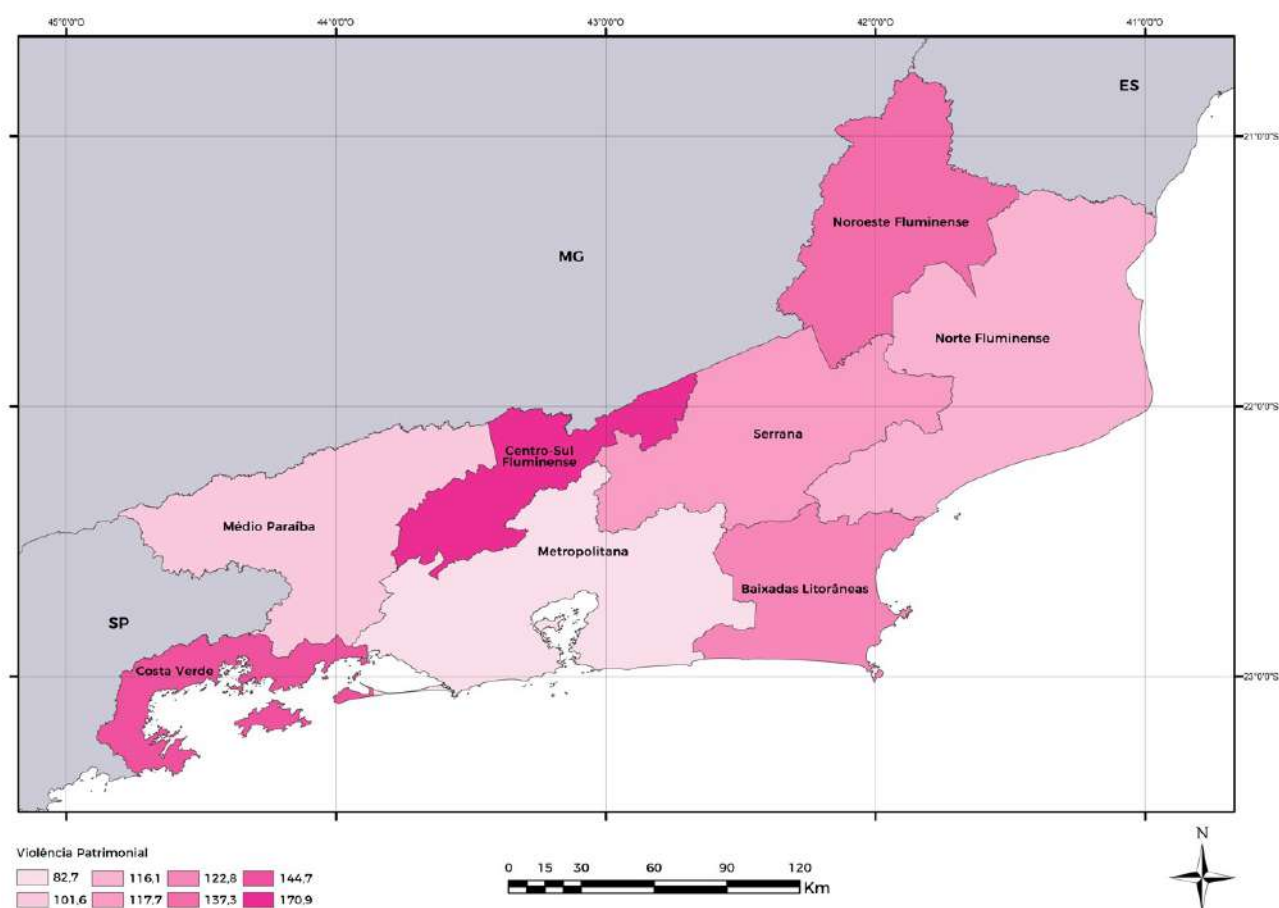 45°0'0"O 44°0'0"O 43°0'0"O 42°0'0"O 41°0'0"O
ES
21°0'0"S
Noroeste Fluminense
MG
Norte Fluminense
22°0'0"S
Serrana
Centro-Sul
Fluminense
Médio Paraíba
Metropolitana
Baixadas Litorâneas
SP
Costa Verde
23°0'0"S
Violência Patrimonial
82,7 116,1 122,8 144,7
101,6 117,7 137,3 170,9
0 15 30 60 90 120
Km
N